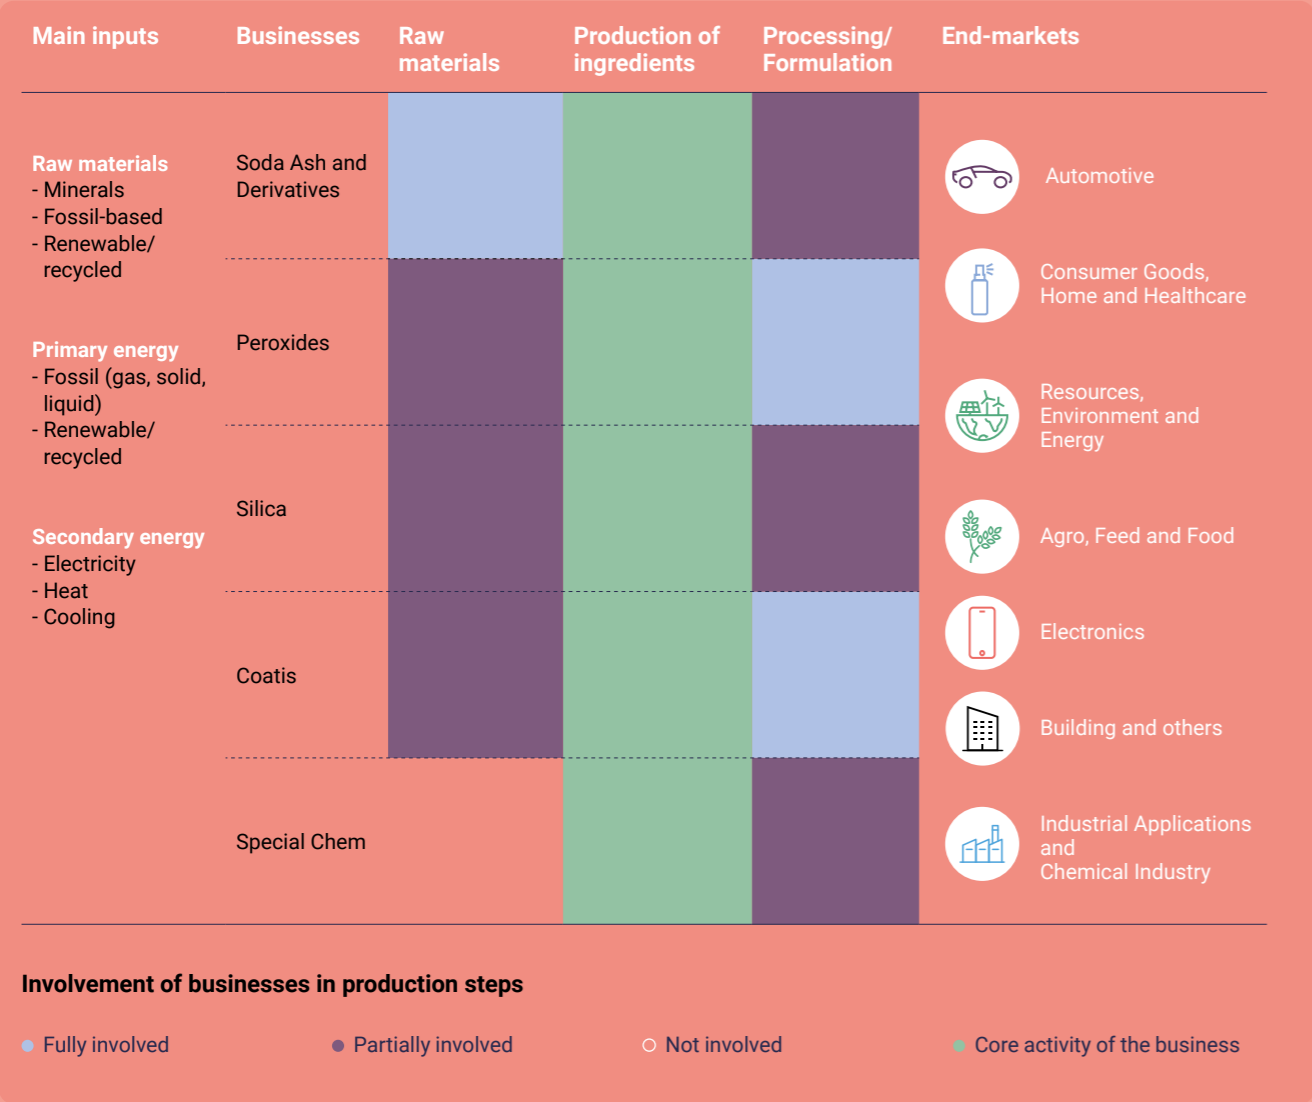 Main inputs
Businesses
Raw
materials
Production of
ingredients
Processing/
Formulation
End-markets
Raw materials
- Minerals
- Fossil-based
- Renewable/
recycled
Primary energy
- Fossil (gas, solid,
liquid)
- Renewable/
recycled
Secondary energy
- Electricity
- Heat
- Cooling
Soda Ash and
Derivatives
Peroxides
Silica
Coatis
Special Chem
Automotive
Consumer Goods,
Home and Healthcare
Resources,
Environment and
Energy
Agro, Feed and Food
Electronics
Building and others
Industrial Applications
and
Chemical Industry
Involvement of businesses in production steps
Fully involved
Partially involved
Not involved
Core activity of the business